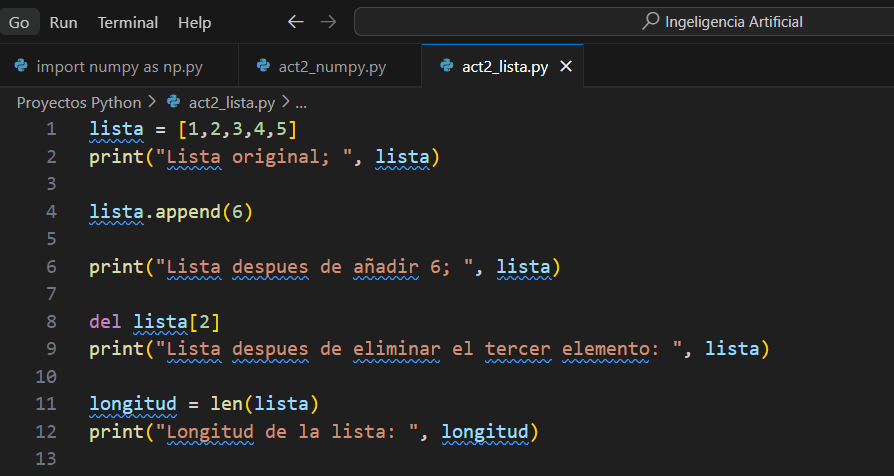 Go Run Terminal Help ← → Ingeligencia Artificial
import numpy as np.py act2_numpy.py act2_lista.py ×
Proyectos Python > act2_lista.py > ...
1 lista = [1,2,3,4,5]
2 print("Lista original; ", lista)
3
4 lista.append(6)
5
6 print("Lista despues de añadir 6; ", lista)
7
8 del lista[2]
9 print("Lista despues de eliminar el tercer elemento: ", lista)
10
11 longitud = len(lista)
12 print("Longitud de la lista: ", longitud)
13